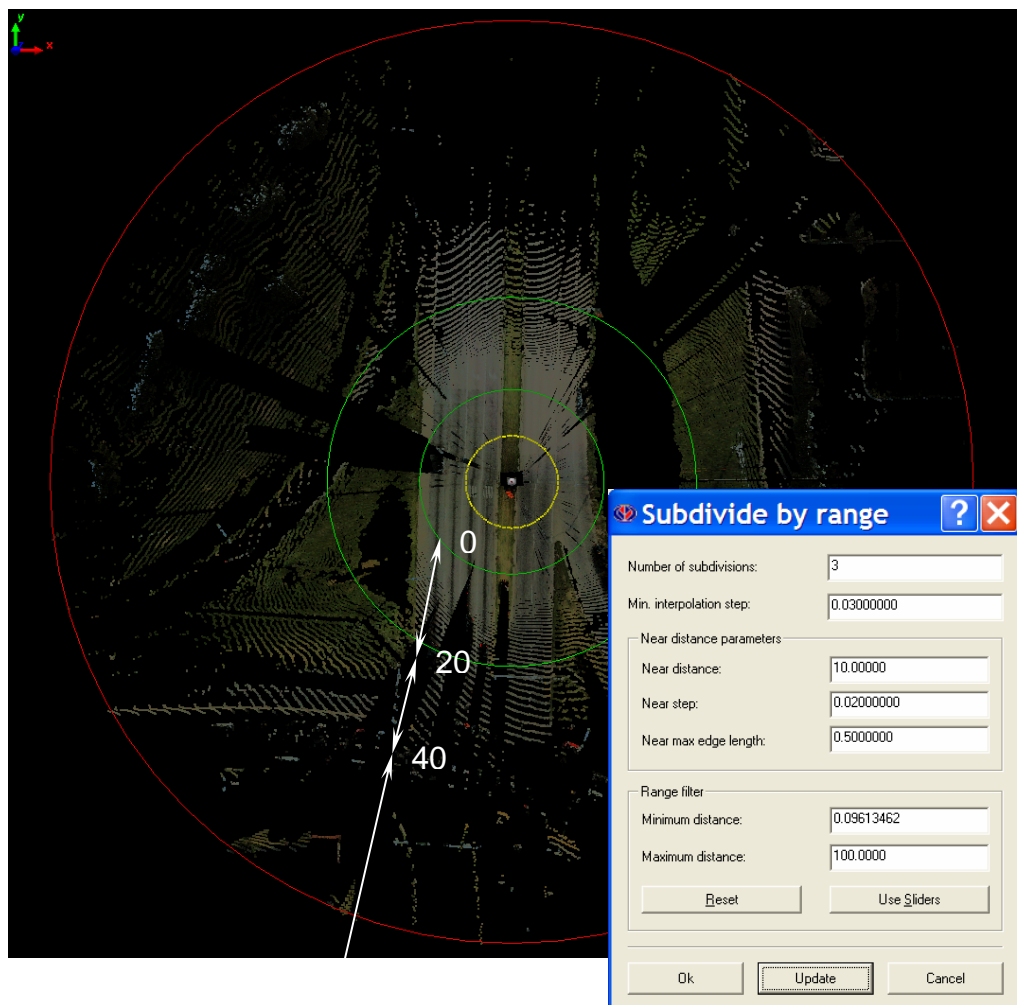 y
x
0
20
40
Subdivide by range
Number of subdivisions: 3
Min. interpolation step: 0.03000000
Near distance parameters
Near distance: 10.00000
Near step: 0.02000000
Near max edge length: 0.5000000
Range filter
Minimum distance: 0.09613462
Maximum distance: 100.0000
Reset Use Sliders
Ok Update Cancel